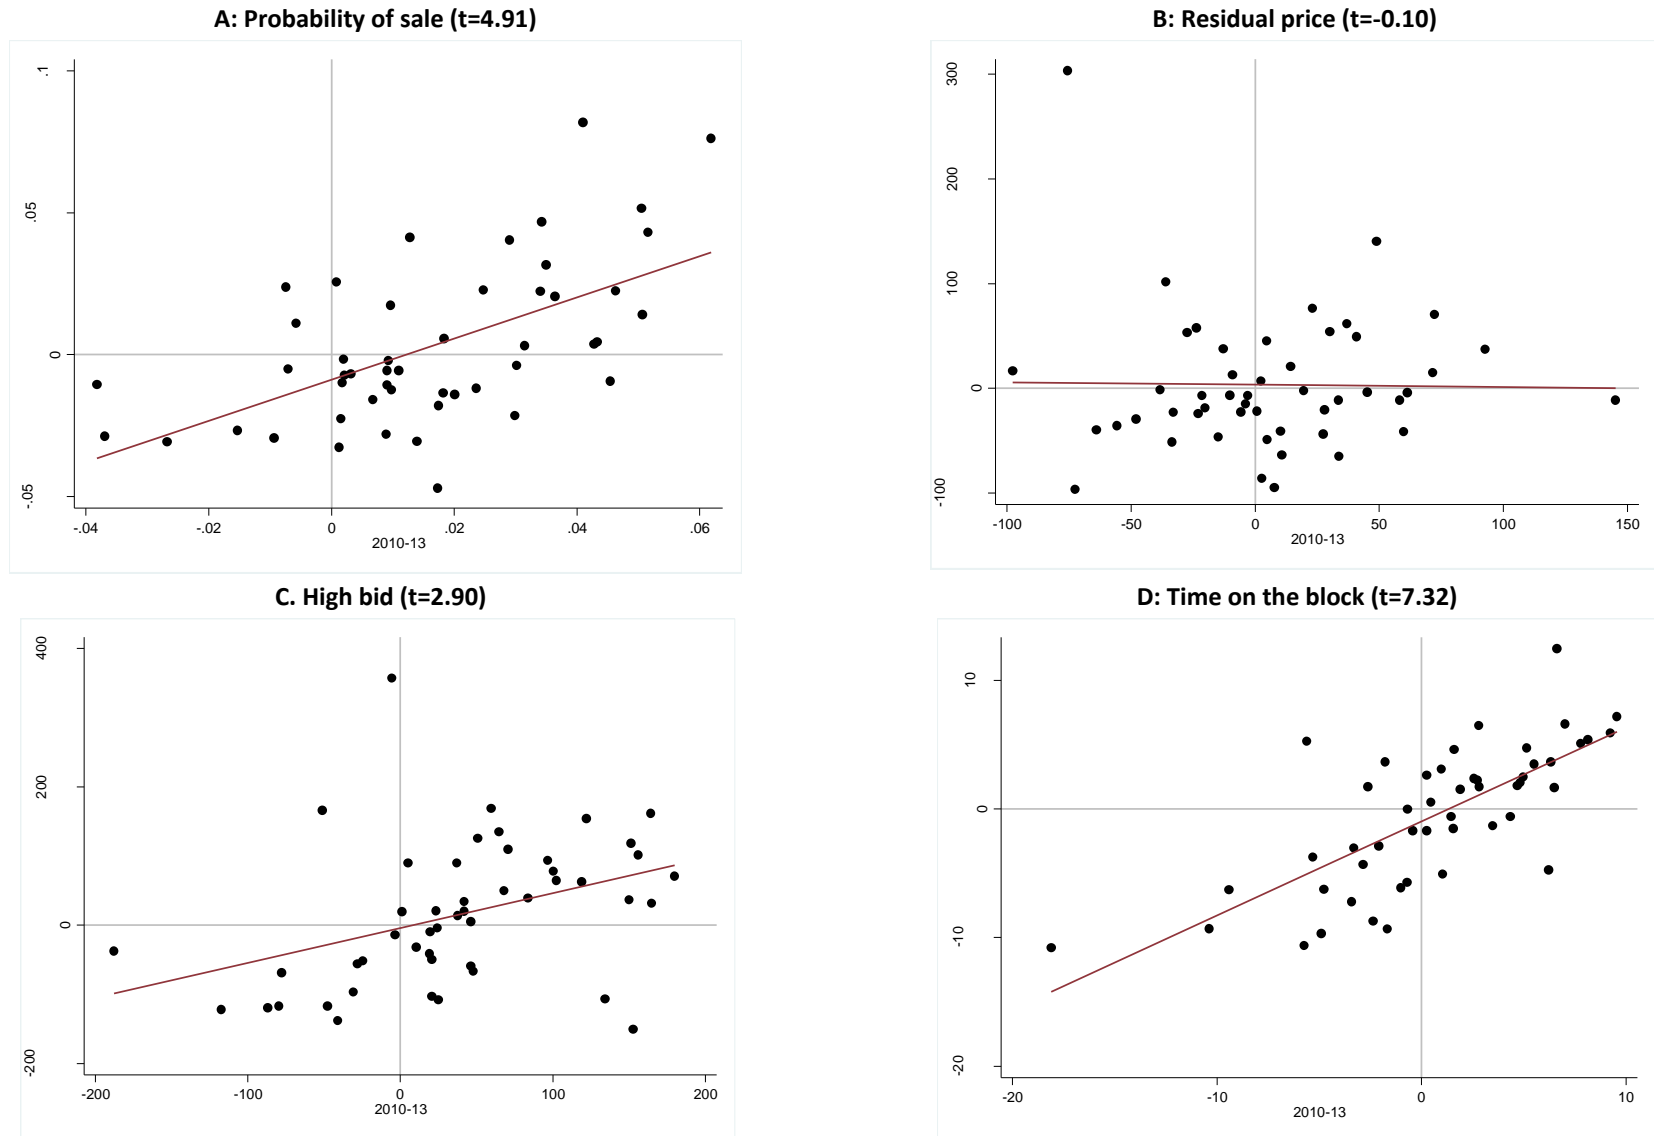 A: Probability of sale (t=4.91)
.1
.05
0
-.05
-.04 -.02 0 .02 .04 .06
2010-13
B: Residual price (t=-0.10)
300
200
100
0
-100
-100 -50 0 50 100 150
2010-13
C. High bid (t=2.90)
400
200
0
-200
-200 -100 0 100 200
2010-13
D: Time on the block (t=7.32)
10
0
-10
-20
-20 -10 0 10
2010-13